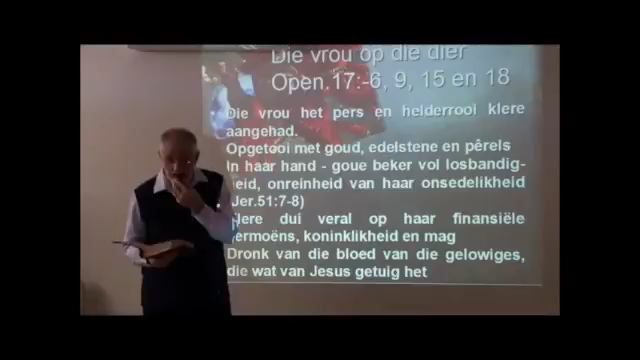 Die vrou op die dier
Open.17:-6, 9, 15 en 18
Die vrou het pers en helderrooi klere
aangehad.
Opgetooi met goud, edelstene en pêrels
In haar hand - goue beker vol losbandig-
heid, onreinheid van haar onsedelikheid
(Jer.51:7-8)
Klere dui veral op haar finansiële
vermoëns, koninklikheid en mag
Dronk van die bloed van die gelowiges,
die wat van Jesus getuig het